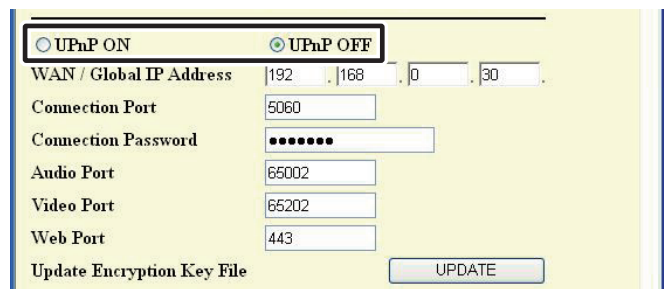 UPnP ON UPnP OFF
WAN / Global IP Address 192 . 168 . 0 . 30 .
Connection Port 5060
Connection Password ●●●●●●●
Audio Port 65002
Video Port 65202
Web Port 443
Update Encryption Key File UPDATE